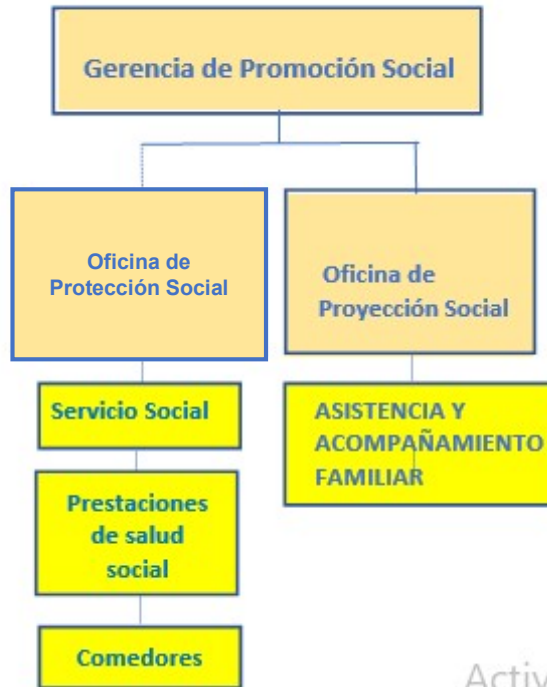 Gerencia de Promoción Social
Oficina de
Protección Social
Oficina de
Proyección Social
Servicio Social
Prestaciones
de salud
social
Comedores
ASISTENCIA Y
ACOMPAÑAMIENTO
FAMILIAR
Activ